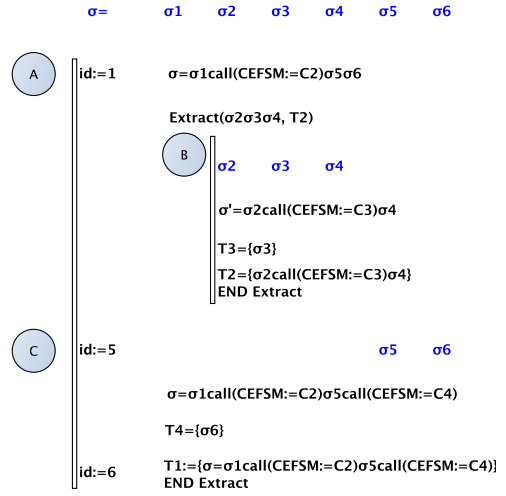 σ= σ1 σ2 σ3 σ4 σ5 σ6
A id:=1 σ=σ1call(CEFSM:=C2)σ5σ6
Extract(σ2σ3σ4, T2)
B
σ2 σ3 σ4
σ'=σ2call(CEFSM:=C3)σ4
T3={σ3}
T2={σ2call(CEFSM:=C3)σ4}
END Extract
C id:=5 σ5 σ6
σ=σ1call(CEFSM:=C2)σ5call(CEFSM:=C4)
T4={σ6}
id:=6 T1:={σ=σ1call(CEFSM:=C2)σ5call(CEFSM:=C4)}
END Extract